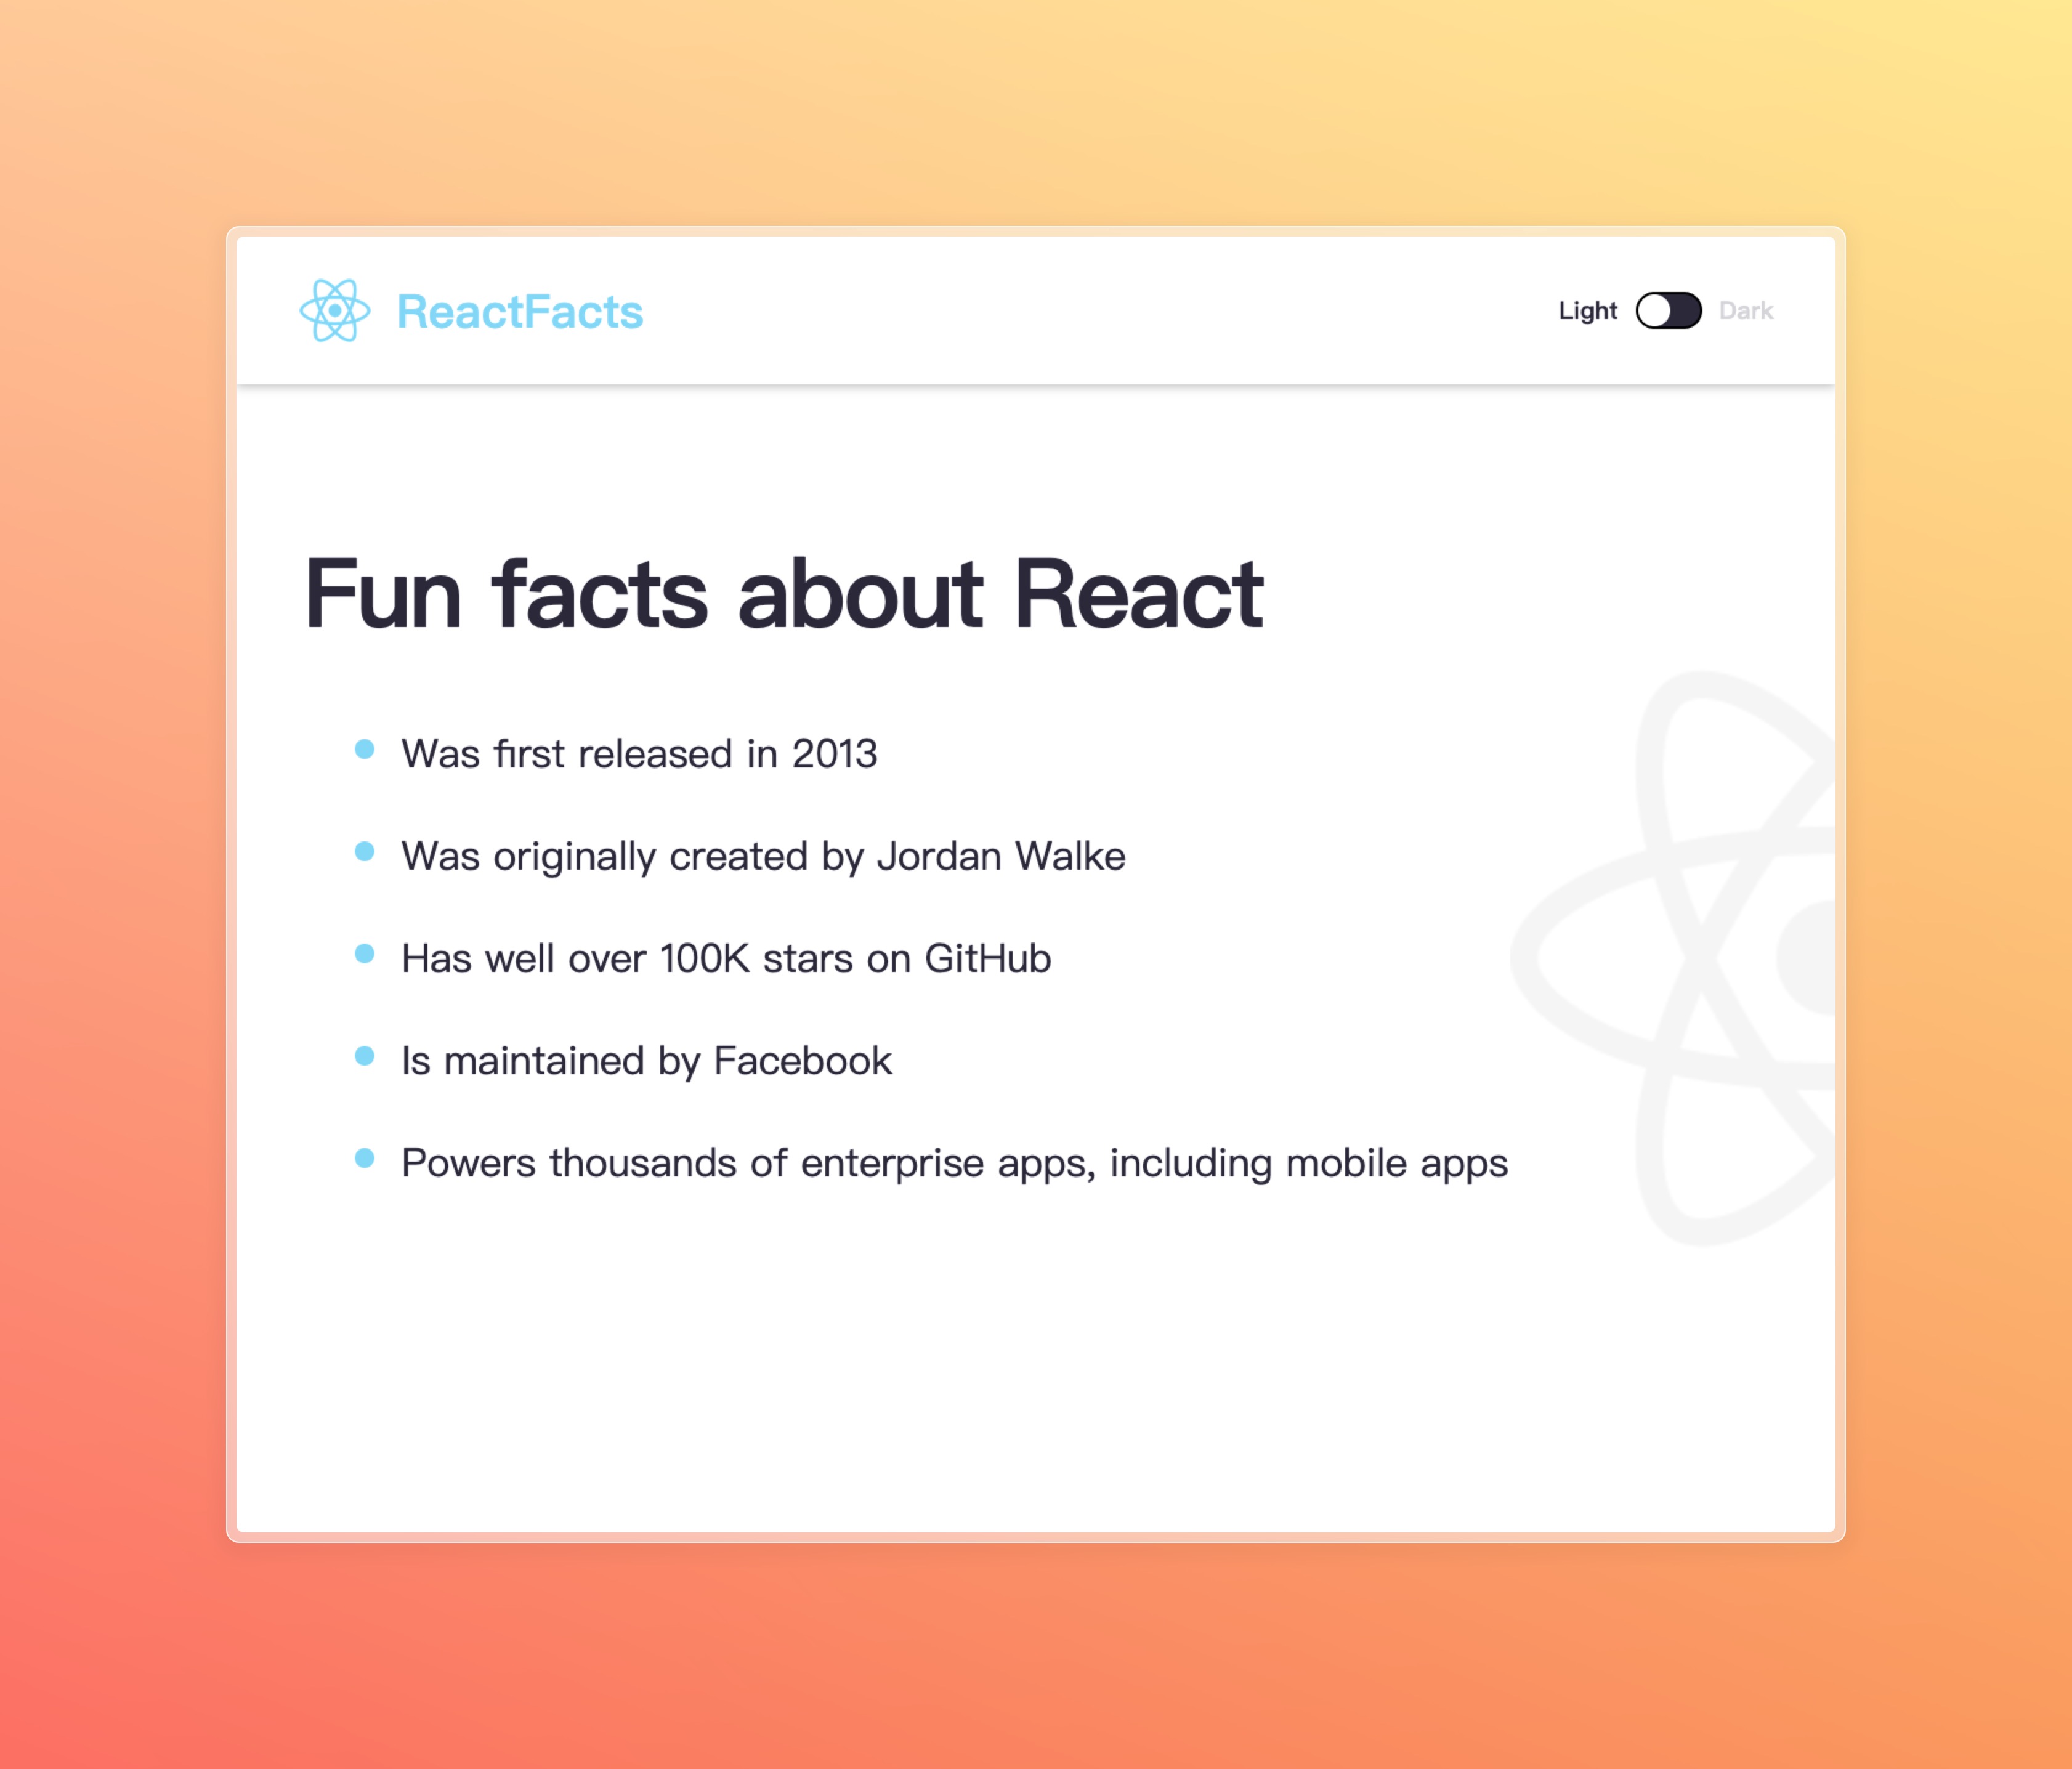 ReactFacts
Light Dark
Fun facts about React
Was first released in 2013
Was originally created by Jordan Walke
Has well over 100K stars on GitHub
Is maintained by Facebook
Powers thousands of enterprise apps, including mobile apps